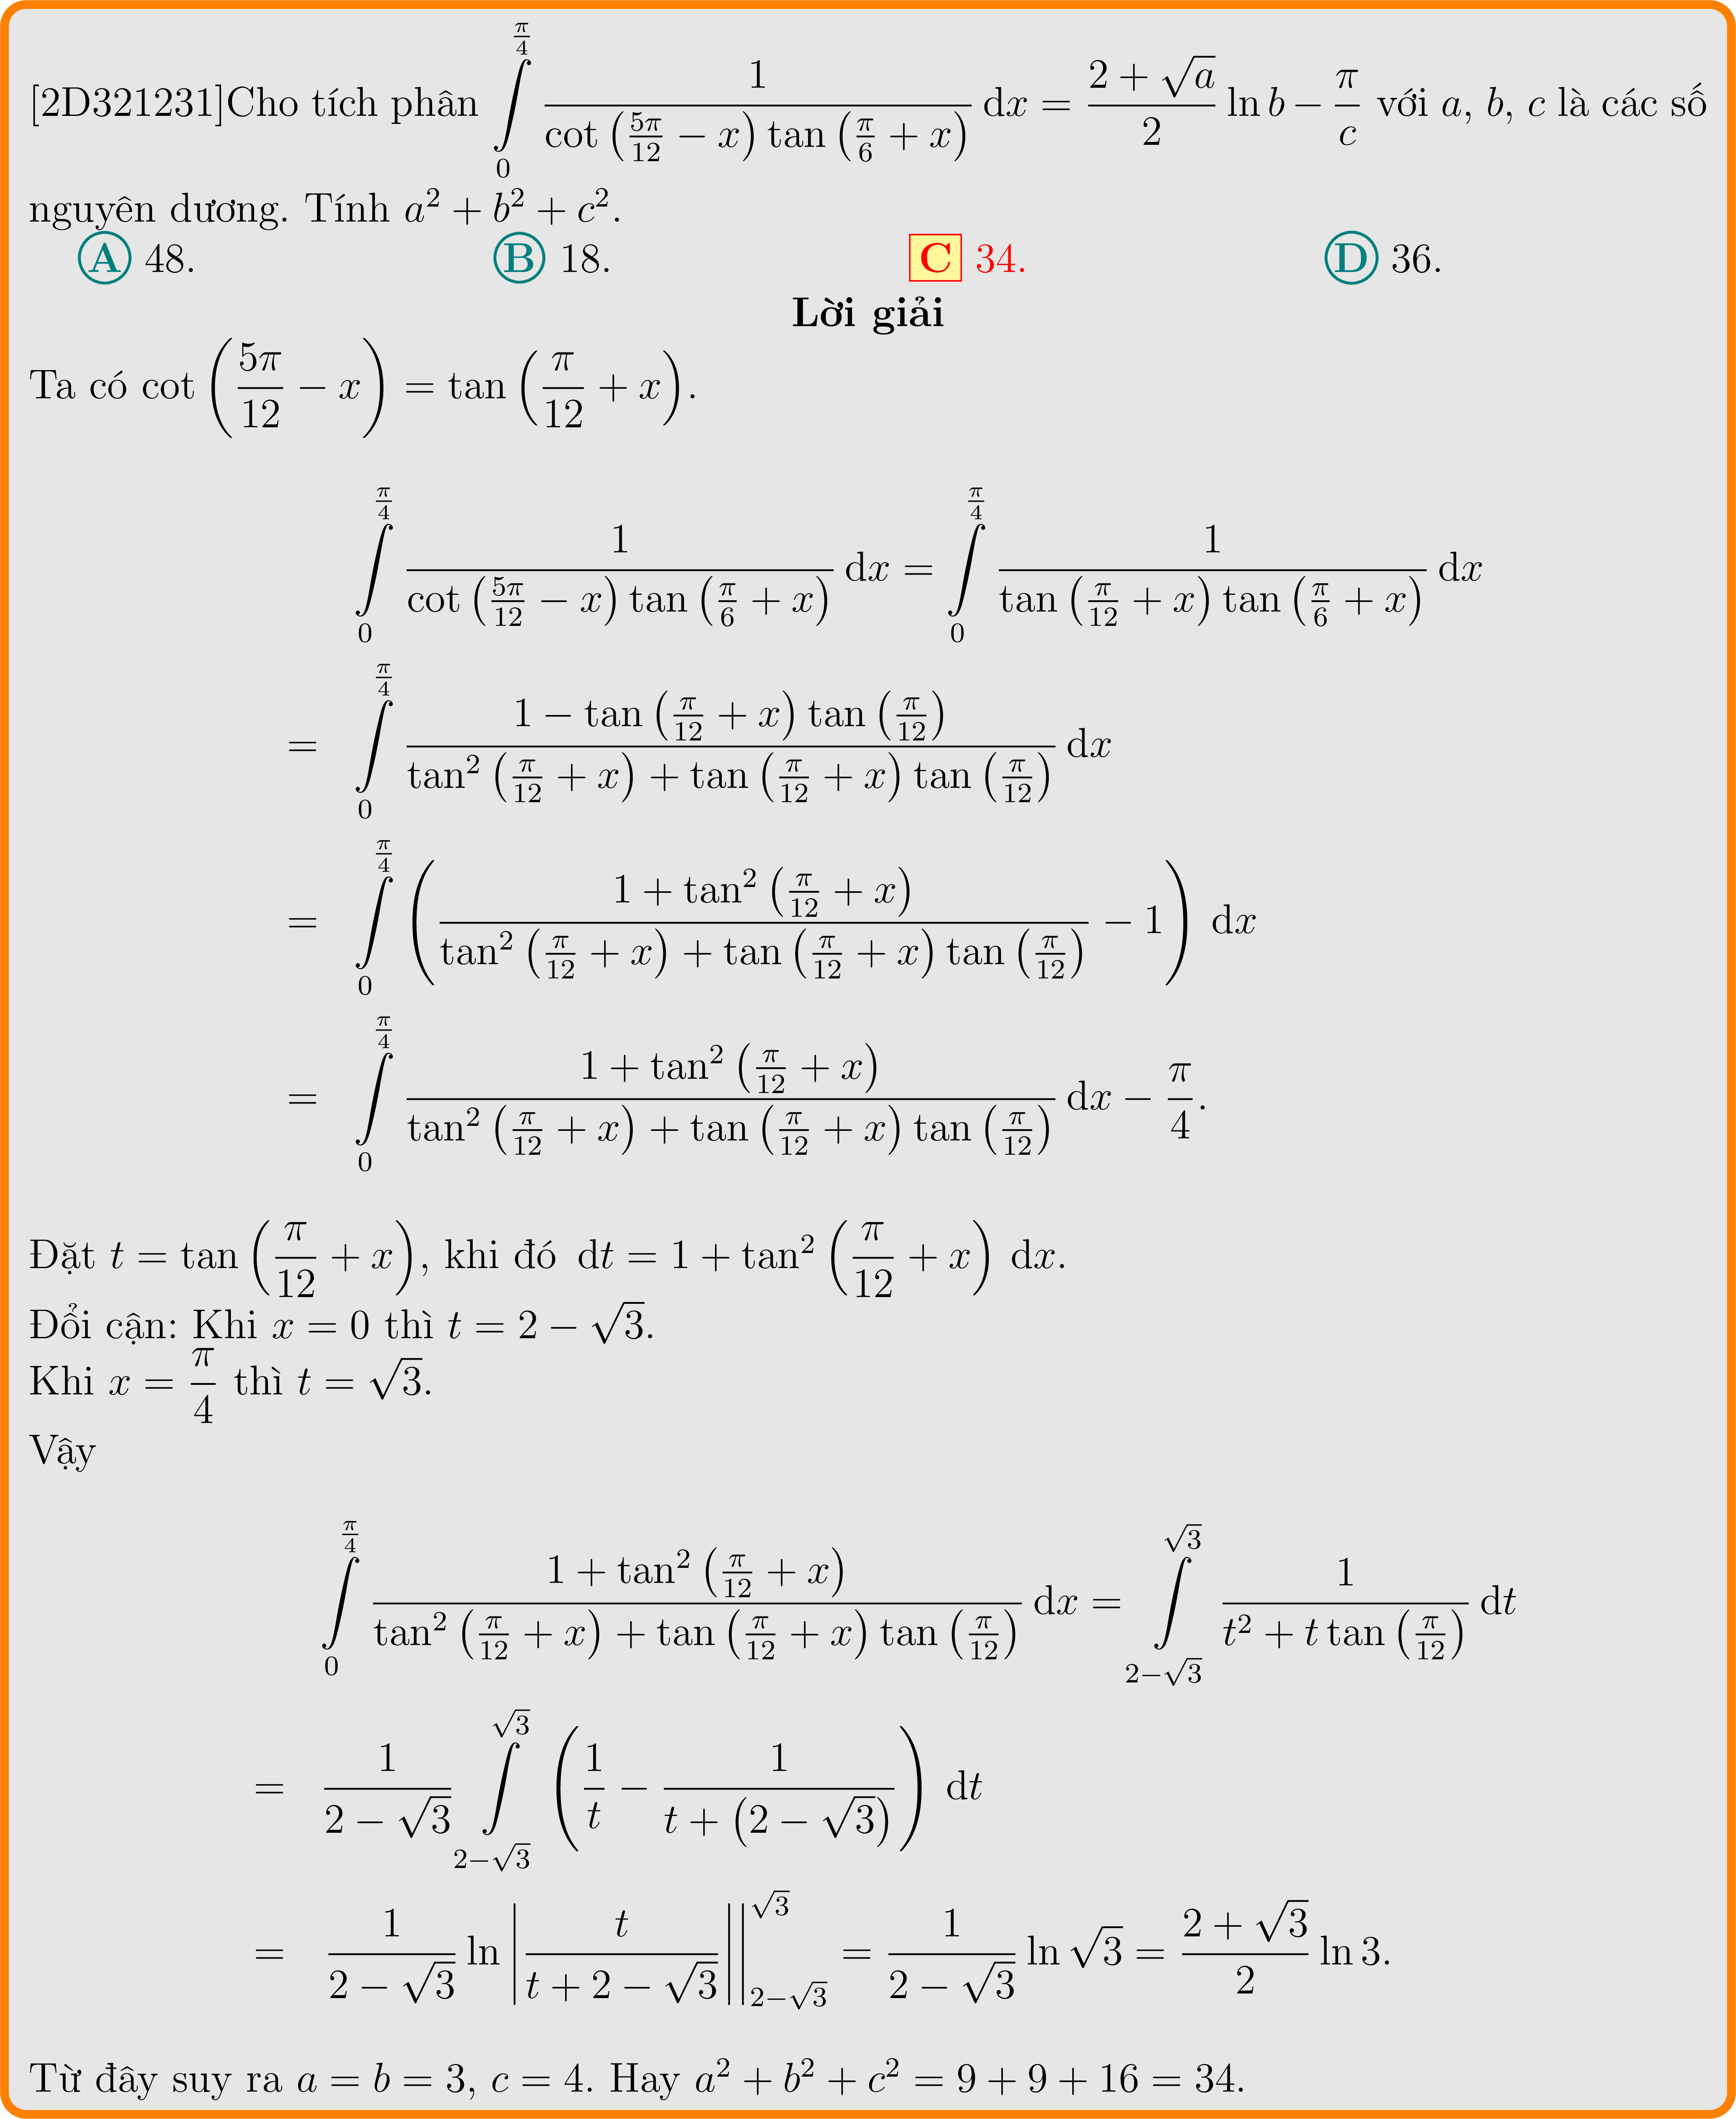 [2D321231]Cho tích phân $\int\limits_{0}^{\frac{\pi}{4}} \frac{1}{\cot\left(\frac{5\pi}{12}-x\right)\tan\left(\frac{\pi}{6}+x\right)}\,\mathrm{d}x = \frac{2+\sqrt{a}}{2}\ln b - \frac{\pi}{c}$ với $a$, $b$, $c$ là các số
nguyên dương. Tính $a^2+b^2+c^2$.
A 48. B 18. C 34. D 36.
Lời giải
Ta có $\cot\left(\frac{5\pi}{12}-x\right) = \tan\left(\frac{\pi}{12}+x\right)$.
$\int\limits_{0}^{\frac{\pi}{4}} \frac{1}{\cot\left(\frac{5\pi}{12}-x\right)\tan\left(\frac{\pi}{6}+x\right)}\,\mathrm{d}x = \int\limits_{0}^{\frac{\pi}{4}} \frac{1}{\tan\left(\frac{\pi}{12}+x\right)\tan\left(\frac{\pi}{6}+x\right)}\,\mathrm{d}x$
$= \int\limits_{0}^{\frac{\pi}{4}} \frac{1-\tan\left(\frac{\pi}{12}+x\right)\tan\left(\frac{\pi}{12}\right)}{\tan^2\left(\frac{\pi}{12}+x\right)+\tan\left(\frac{\pi}{12}+x\right)\tan\left(\frac{\pi}{12}\right)}\,\mathrm{d}x$
$= \int\limits_{0}^{\frac{\pi}{4}} \left(\frac{1+\tan^2\left(\frac{\pi}{12}+x\right)}{\tan^2\left(\frac{\pi}{12}+x\right)+\tan\left(\frac{\pi}{12}+x\right)\tan\left(\frac{\pi}{12}\right)}-1\right)\,\mathrm{d}x$
$= \int\limits_{0}^{\frac{\pi}{4}} \frac{1+\tan^2\left(\frac{\pi}{12}+x\right)}{\tan^2\left(\frac{\pi}{12}+x\right)+\tan\left(\frac{\pi}{12}+x\right)\tan\left(\frac{\pi}{12}\right)}\,\mathrm{d}x - \frac{\pi}{4}.$
Đặt $t = \tan\left(\frac{\pi}{12}+x\right)$, khi đó $\mathrm{d}t = 1+\tan^2\left(\frac{\pi}{12}+x\right)\,\mathrm{d}x$.
Đổi cận: Khi $x=0$ thì $t=2-\sqrt{3}$.
Khi $x=\frac{\pi}{4}$ thì $t=\sqrt{3}$.
Vậy
$\int\limits_{0}^{\frac{\pi}{4}} \frac{1+\tan^2\left(\frac{\pi}{12}+x\right)}{\tan^2\left(\frac{\pi}{12}+x\right)+\tan\left(\frac{\pi}{12}+x\right)\tan\left(\frac{\pi}{12}\right)}\,\mathrm{d}x = \int\limits_{2-\sqrt{3}}^{\sqrt{3}} \frac{1}{t^2+t\tan\left(\frac{\pi}{12}\right)}\,\mathrm{d}t$
$= \frac{1}{2-\sqrt{3}} \int\limits_{2-\sqrt{3}}^{\sqrt{3}} \left(\frac{1}{t}-\frac{1}{t+\left(2-\sqrt{3}\right)}\right)\,\mathrm{d}t$
$= \frac{1}{2-\sqrt{3}}\ln\left|\frac{t}{t+2-\sqrt{3}}\right|\Big|_{2-\sqrt{3}}^{\sqrt{3}} = \frac{1}{2-\sqrt{3}}\ln\sqrt{3} = \frac{2+\sqrt{3}}{2}\ln 3.$
Từ đây suy ra $a=b=3$, $c=4$. Hay $a^2+b^2+c^2=9+9+16=34$.